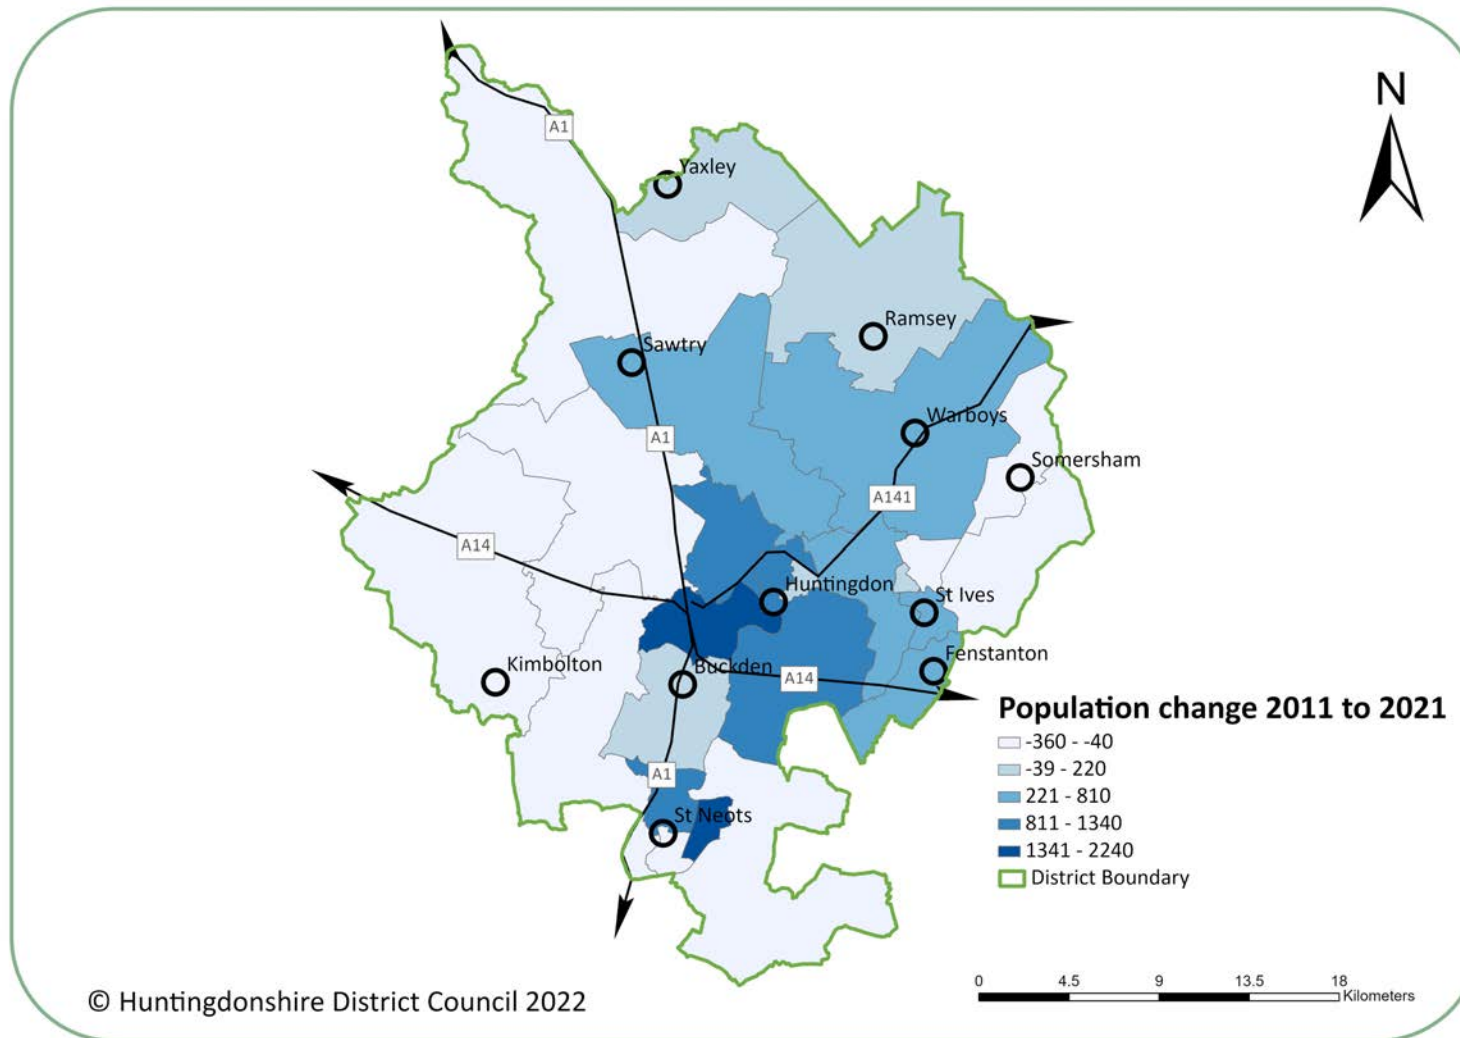 N
A1
Yaxley
Ramsey
Sawtry
Warboys
A1
Somersham
A141
A14
Huntingdon
St Ives
Kimbolton
Buckden
Fenstanton
A14
Population change 2011 to 2021
-360 - -40
-39 - 220
221 - 810
811 - 1340
1341 - 2240
District Boundary
A1
St Neots
0 4.5 9 13.5 18
Kilometers
© Huntingdonshire District Council 2022